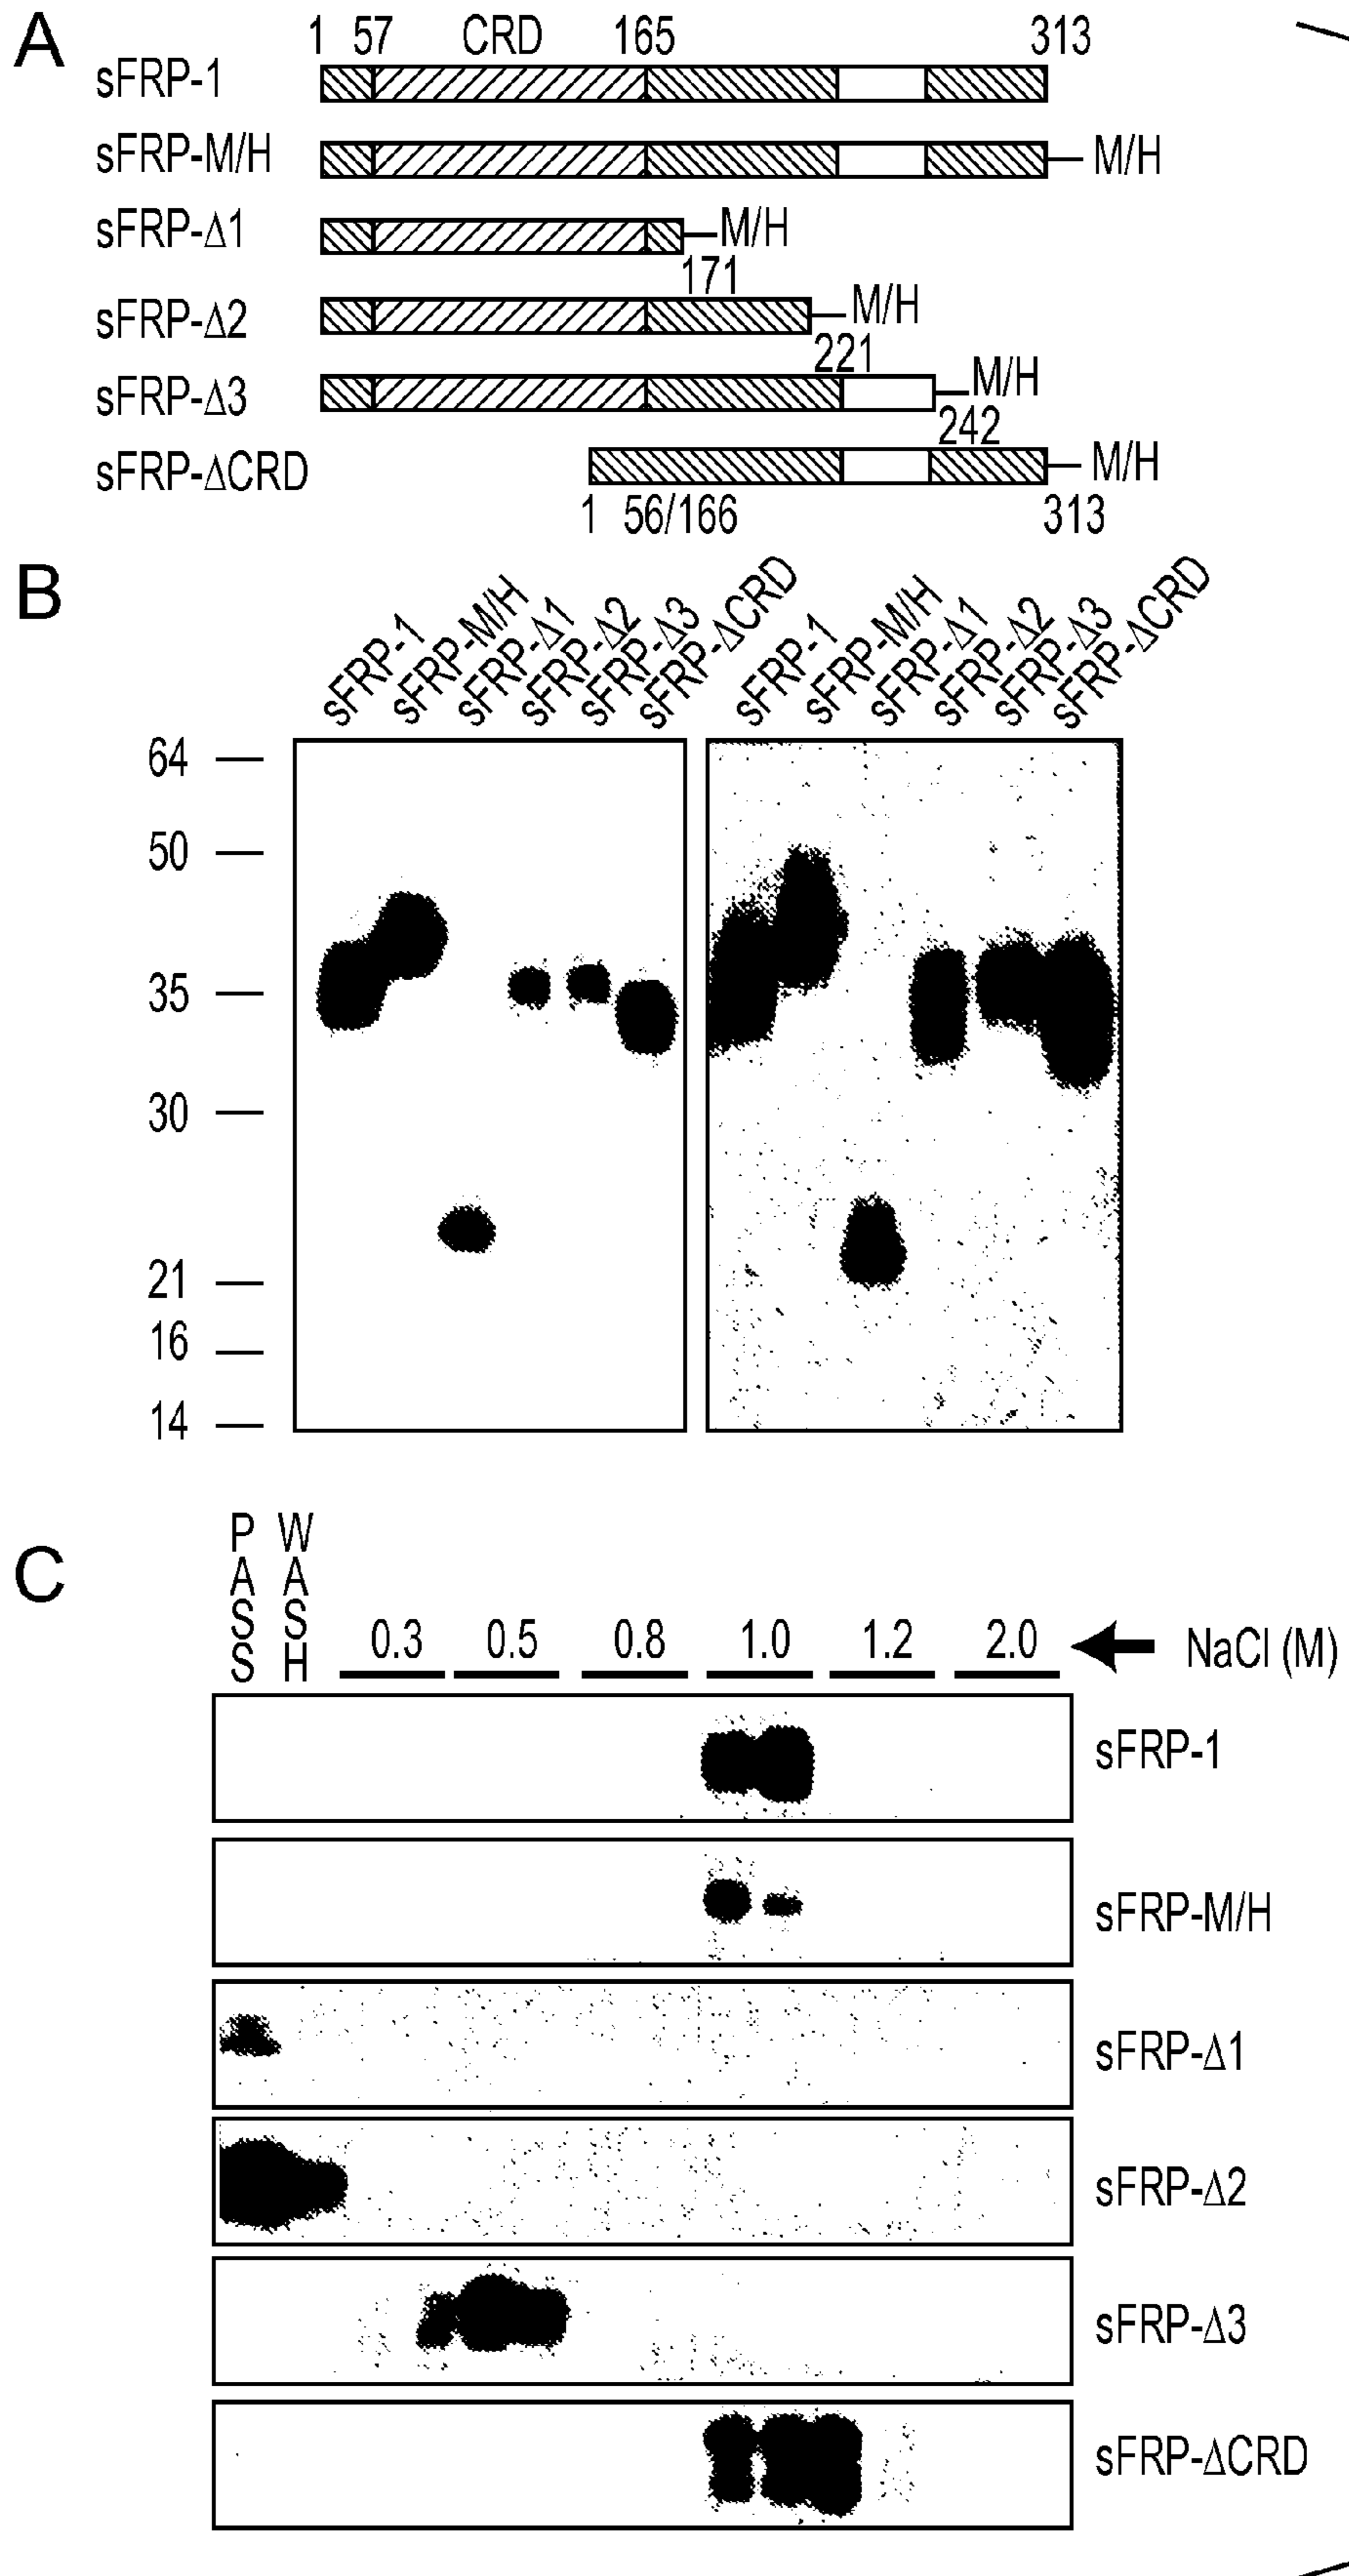 A
1 57 CRD 165 313
sFRP-1
sFRP-M/H M/H
sFRP-Δ1 M/H
171
sFRP-Δ2 M/H
221
sFRP-Δ3 M/H
242
sFRP-ΔCRD M/H
1 56/166 313
B
sFRP-1 sFRP-M/H sFRP-Δ1 sFRP-Δ2 sFRP-Δ3 sFRP-ΔCRD sFRP-1 sFRP-M/H sFRP-Δ1 sFRP-Δ2 sFRP-Δ3 sFRP-ΔCRD
64
50
35
30
21
16
14
C
PASS WASH 0.3 0.5 0.8 1.0 1.2 2.0 NaCl (M)
sFRP-1
sFRP-M/H
sFRP-Δ1
sFRP-Δ2
sFRP-Δ3
sFRP-ΔCRD